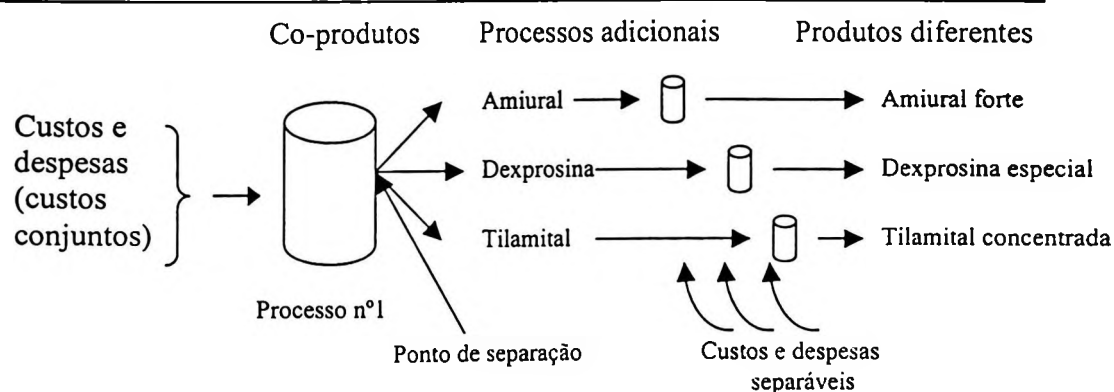 Co-produtos Processos adicionais Produtos diferentes
Custos e
despesas
(custos
conjuntos)
Amiural Amiural forte
Dexprosina Dexprosina especial
Tilamital Tilamital concentrada
Processo nº1
Ponto de separação
Custos e despesas
separáveis